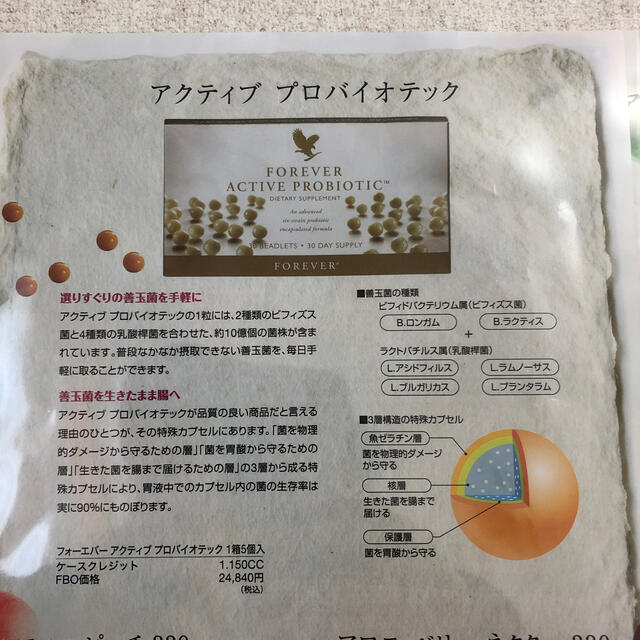 アクティブ プロバイオテック
FOREVER
ACTIVE PROBIOTIC™
DIETARY SUPPLEMENT
An advanced
six-strain probiotic
encapsulated formula
30 BEADLETS • 30 DAY SUPPLY
FOREVER®
選りすぐりの善玉菌を手軽に
アクティブ プロバイオテックの1粒には、2種類のビフィズス
菌と4種類の乳酸桿菌を合わせた、約10億個の菌株が含ま
れています。普段なかなか摂取できない善玉菌を、毎日手
軽に取ることができます。
善玉菌を生きたまま腸へ
アクティブ プロバイオテックが品質の良い商品だと言える
理由のひとつが、その特殊カプセルにあります。「菌を物理
的ダメージから守るための層」「菌を胃酸から守るための
層」「生きた菌を腸まで届けるための層」の3層から成る特
殊カプセルにより、胃液中でのカプセル内の菌の生存率は
実に90%にものぼります。
フォーエバー アクティブ プロバイオテック 1箱5個入
ケースクレジット 1.150CC
FBO価格 24,840円
(税込)
■善玉菌の種類
ビフィドバクテリウム属(ビフィズス菌)
B.ロンガム B.ラクティス
+
ラクトバチルス属(乳酸桿菌)
L.アシドフィルス L.ラムノーサス
L.ブルガリカス L.プランタラム
■3層構造の特殊カプセル
魚ゼラチン層
菌を物理的ダメージ
から守る
核層
生きた菌を腸まで
届ける
保護層
菌を胃酸から守る